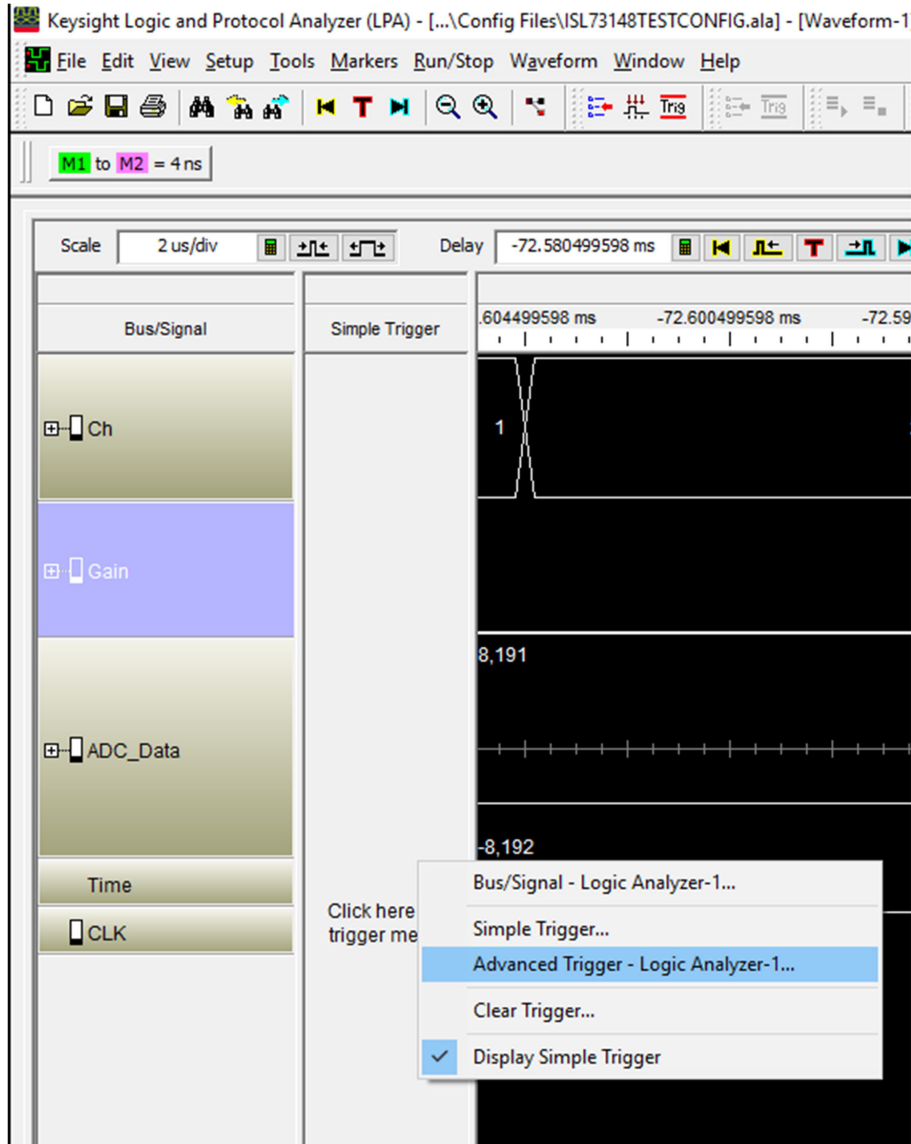 Keysight Logic and Protocol Analyzer (LPA) - [...\Config Files\ISL73148TESTCONFIG.ala] - [Waveform-1
File Edit View Setup Tools Markers Run/Stop Waveform Window Help
T Trig Trig
M1 to M2 = 4 ns
Scale 2 us/div Delay -72.580499598 ms T
Bus/Signal Simple Trigger .604499598 ms -72.600499598 ms -72.59
Ch 1
Gain
8,191
ADC_Data
-8,192
Time
CLK
Click here
trigger me
Bus/Signal - Logic Analyzer-1...
Simple Trigger...
Advanced Trigger - Logic Analyzer-1...
Clear Trigger...
Display Simple Trigger